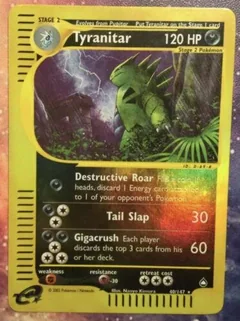 STAGE 2
Evolves from Pupitar Put Tyranitar on the Stage 1 card
Tyranitar 120 HP
Stage 2 Pokémon
Destructive Roar
heads, discard 1 Energy
to 1 of your opponent's Pokémon.
Tail Slap 30
Gigacrush Each player
discards the top 3 cards from his
or her deck.
60
weakness resistance retreat cost
-30
Illus.